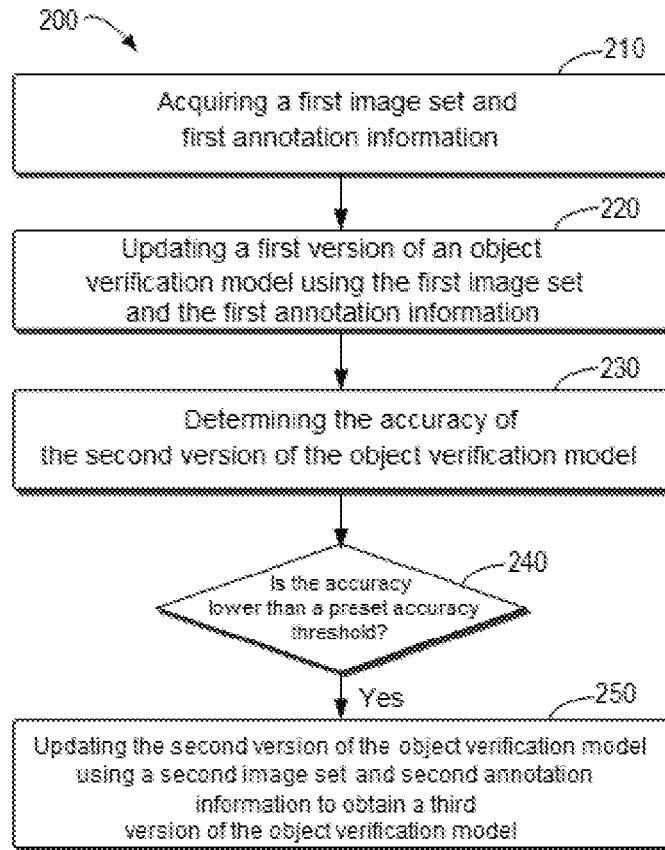 200
210
Acquiring a first image set and
first annotation information
220
Updating a first version of an object
verification model using the first image set
and the first annotation information
230
Determining the accuracy of
the second version of the object verification model
240
Is the accuracy
lower than a preset accuracy
threshold?
Yes
250
Updating the second version of the object verification model
using a second image set and second annotation
information to obtain a third
version of the object verification model